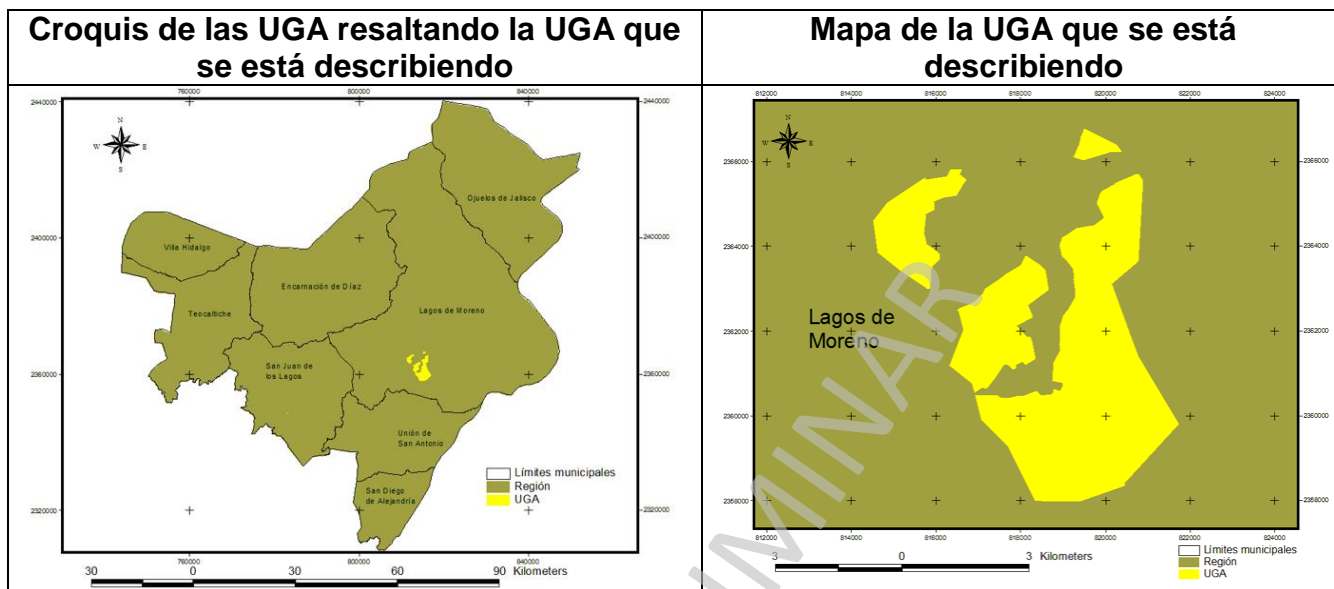 Croquis de las UGA resaltando la UGA que
se está describiendo
Mapa de la UGA que se está
describiendo
760000
800000
840000
2440000
2440000
N
W
E
S
Ojuelos de Jalisco
2400000
2400000
Villa Hidalgo
Encarnación de Díaz
Teocaltiche
Lagos de Moreno
San Juan de
los Lagos
2360000
2360000
Unión de
San Antonio
San Diego
de Alejandría
Límites municipales
Región
UGA
2320000
2320000
760000
800000
840000
30
0
30
60
90
Kilometers
812000
814000
816000
818000
820000
822000
824000
N
W
E
S
2366000
2366000
2364000
2364000
Lagos de
Moreno
2362000
2362000
2360000
2360000
2358000
2358000
812000
814000
816000
818000
820000
822000
824000
3
0
3
Kilometers
Límites municipales
Región
UGA
MINAR